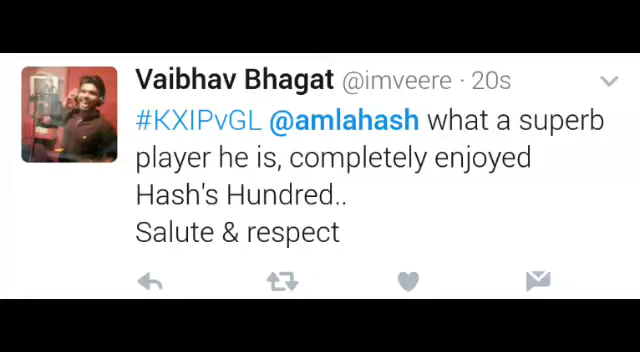 Vaibhav Bhagat @imveere · 20s
#KXIPvGL @amlahash what a superb
player he is, completely enjoyed
Hash's Hundred..
Salute & respect